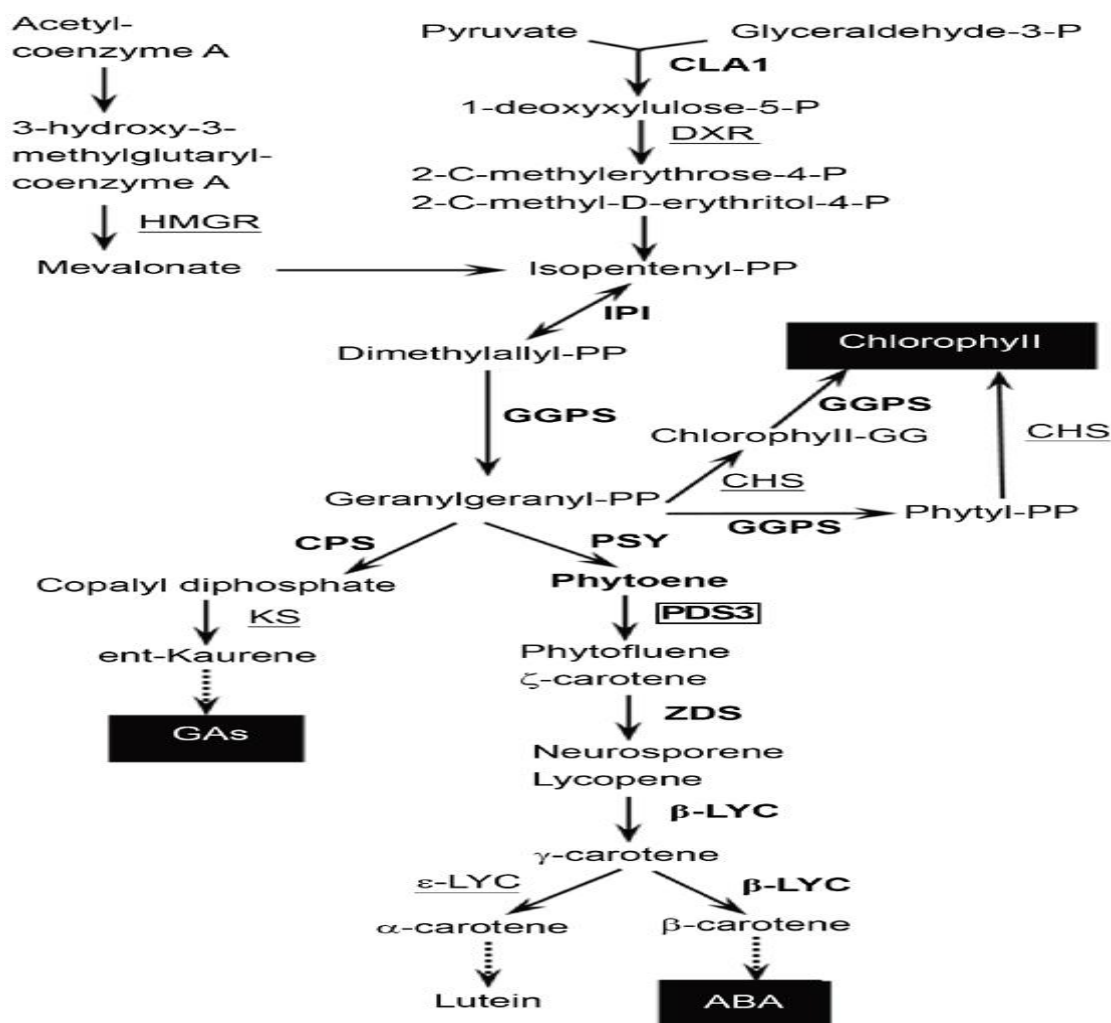 Acetyl-
coenzyme A
Pyruvate
Glyceraldehyde-3-P
CLA1
1-deoxyxylulose-5-P
DXR
3-hydroxy-3-
methylglutaryl-
coenzyme A
2-C-methylerythrose-4-P
2-C-methyl-D-erythritol-4-P
HMGR
Mevalonate
Isopentenyl-PP
IPI
Dimethylallyl-PP
Chlorophyll
GGPS
GGPS
Chlorophyll-GG
CHS
CHS
Geranylgeranyl-PP
GGPS
Phytyl-PP
CPS
PSY
Copalyl diphosphate
Phytoene
KS
PDS3
ent-Kaurene
Phytofluene
ζ-carotene
GAs
ZDS
Neurosporene
Lycopene
β-LYC
γ-carotene
ε-LYC
β-LYC
α-carotene
β-carotene
Lutein
ABA